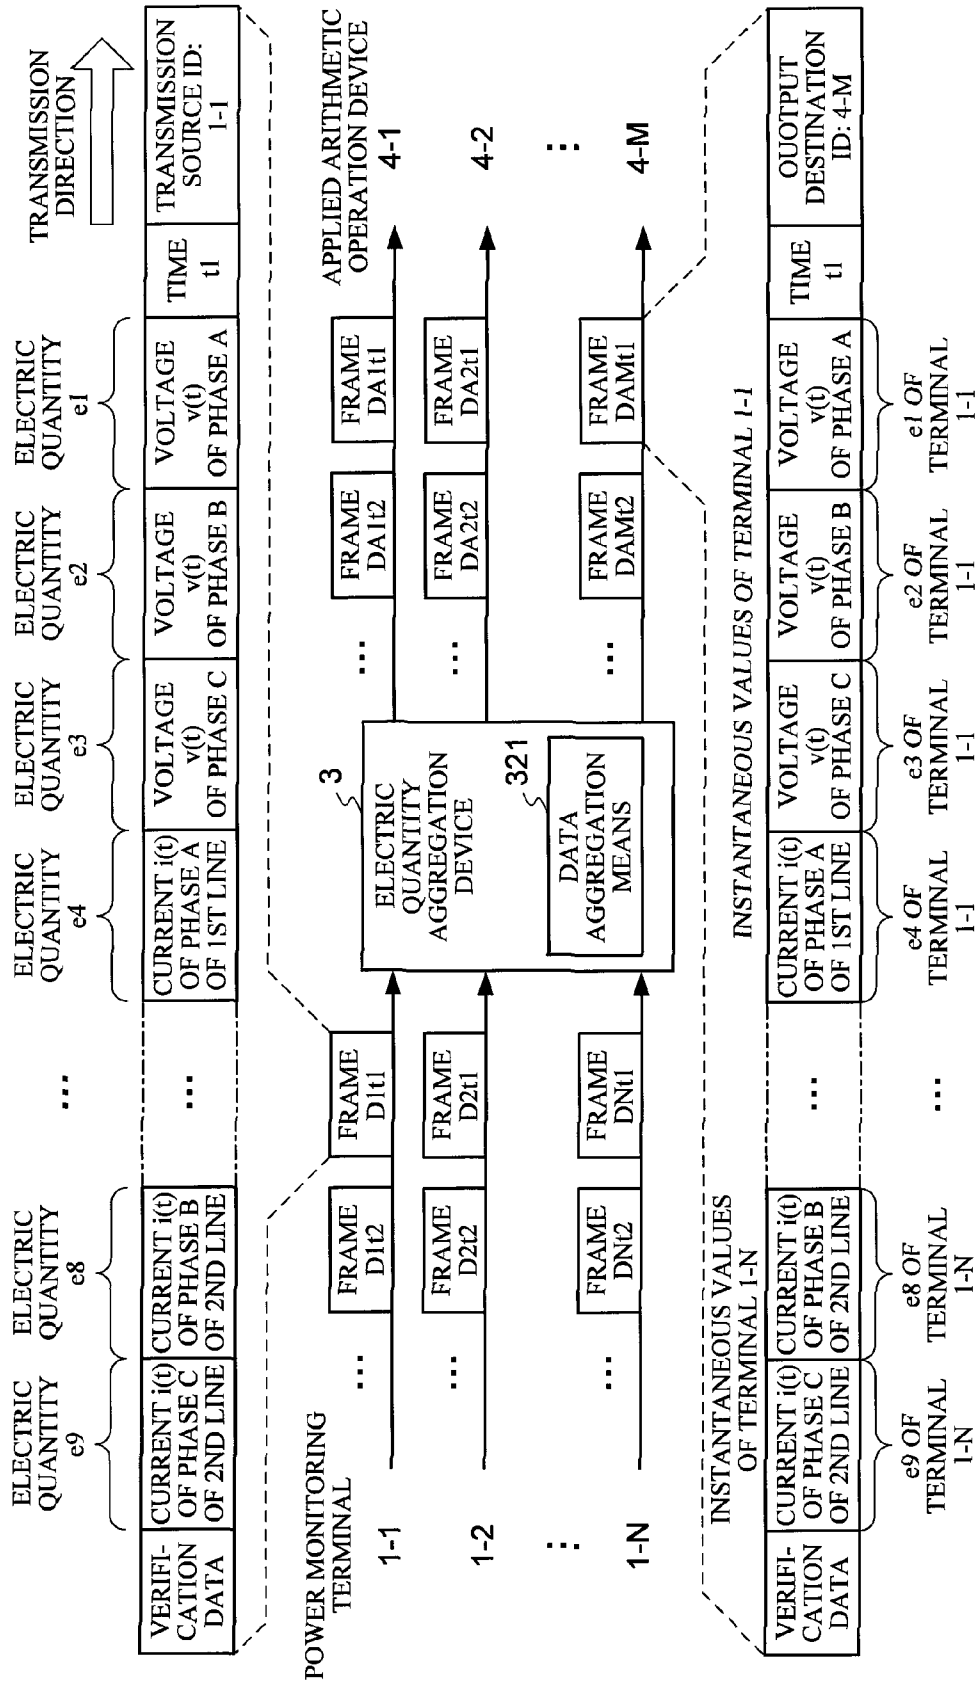 ELECTRIC
QUANTITY
e9
ELECTRIC
QUANTITY
e8
...
ELECTRIC
QUANTITY
e4
ELECTRIC
QUANTITY
e3
ELECTRIC
QUANTITY
e2
ELECTRIC
QUANTITY
e1
TRANSMISSION
DIRECTION
VERIFI-
CATION
DATA
CURRENT i(t)
OF PHASE C
OF 2ND LINE
CURRENT i(t)
OF PHASE B
OF 2ND LINE
...
CURRENT i(t)
OF PHASE A
OF 1ST LINE
VOLTAGE
v(t)
OF PHASE C
VOLTAGE
v(t)
OF PHASE B
VOLTAGE
v(t)
OF PHASE A
TIME
t1
TRANSMISSION
SOURCE ID:
1-1
POWER MONITORING
TERMINAL
APPLIED ARITHMETIC
OPERATION DEVICE
1-1
...
FRAME
D1t2
FRAME
D1t1
3
ELECTRIC
QUANTITY
AGGREGATION
DEVICE
...
FRAME
DA1t2
FRAME
DA1t1
4-1
1-2
...
FRAME
D2t2
FRAME
D2t1
...
FRAME
DA2t2
FRAME
DA2t1
4-2
...
321
DATA
AGGREGATION
MEANS
...
1-N
...
FRAME
DNt2
FRAME
DNt1
...
FRAME
DAMt2
FRAME
DAMt1
4-M
INSTANTANEOUS VALUES
OF TERMINAL 1-N
INSTANTANEOUS VALUES OF TERMINAL 1-1
VERIFI-
CATION
DATA
CURRENT i(t)
OF PHASE C
OF 2ND LINE
CURRENT i(t)
OF PHASE B
OF 2ND LINE
...
CURRENT i(t)
OF PHASE A
OF 1ST LINE
VOLTAGE
v(t)
OF PHASE C
VOLTAGE
v(t)
OF PHASE B
VOLTAGE
v(t)
OF PHASE A
TIME
t1
OUOTPUT
DESTINATION
ID: 4-M
e9 OF
TERMINAL
1-N
e8 OF
TERMINAL
1-N
...
e4 OF
TERMINAL
1-1
e3 OF
TERMINAL
1-1
e2 OF
TERMINAL
1-1
e1 OF
TERMINAL
1-1